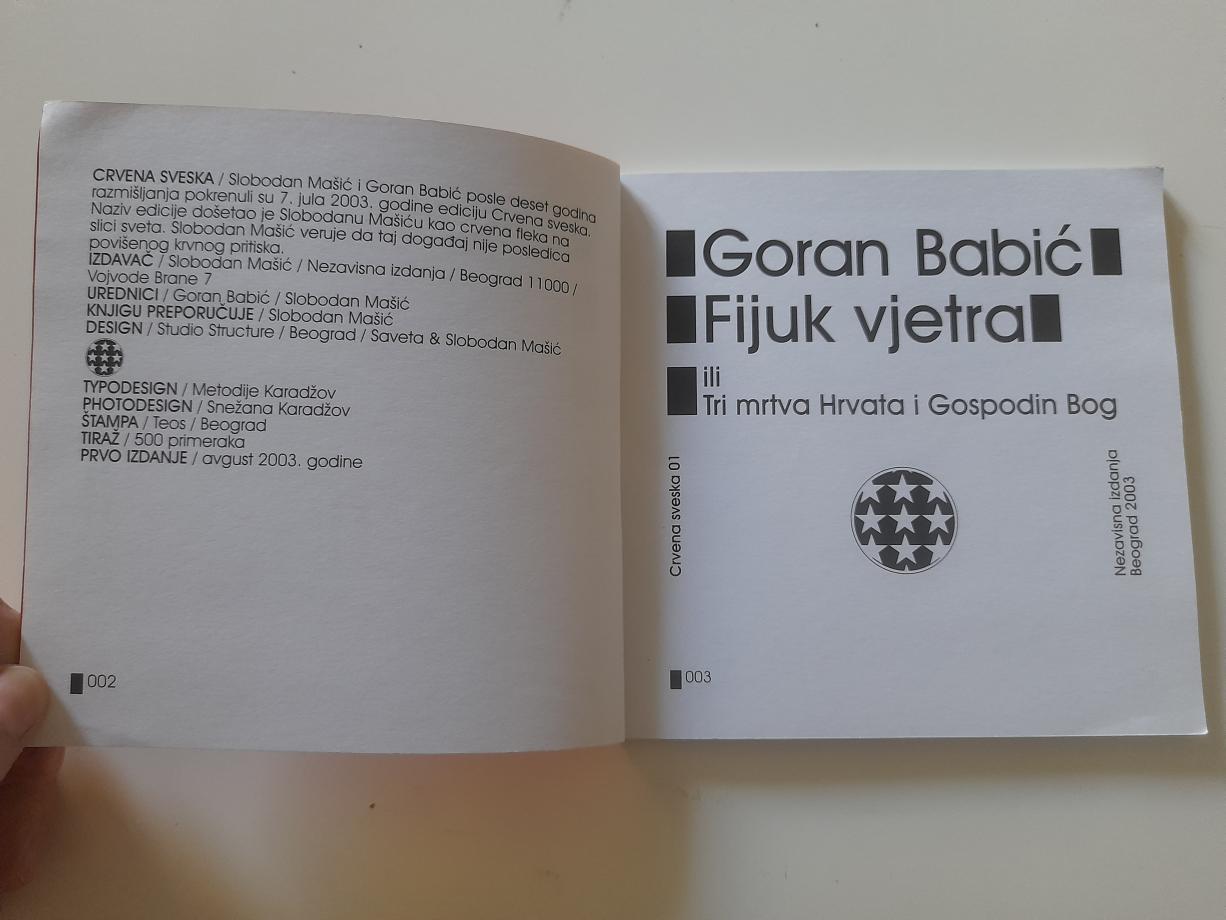 CRVENA SVESKA / Slobodan Mašić i Goran Babić posle deset godina
razmišljanja pokrenuli su 7. jula 2003. godine ediciju Crvena sveska.
Naziv edicije došetao je Slobodanu Mašiću kao crvena fleka na
slici sveta. Slobodan Mašić veruje da taj događaj nije posledica
povišenog krvnog pritiska.
IZDAVAČ / Slobodan Mašić / Nezavisna izdanja / Beograd 11000 /
Vojvode Brane 7
UREDNICI / Goran Babić / Slobodan Mašić
KNJIGU PREPORUČUJE / Slobodan Mašić
DESIGN / Studio Structure / Beograd / Saveta & Slobodan Mašić
TYPODESIGN / Metodije Karadžov
PHOTODESIGN / Snežana Karadžov
ŠTAMPA / Teos / Beograd
TIRAŽ / 500 primeraka
PRVO IZDANJE / avgust 2003. godine
002
Goran Babić
Fijuk vjetra
ili
Tri mrtva Hrvata i Gospodin Bog
Crvena sveska 01
Nezavisna izdanja
Beograd 2003
003